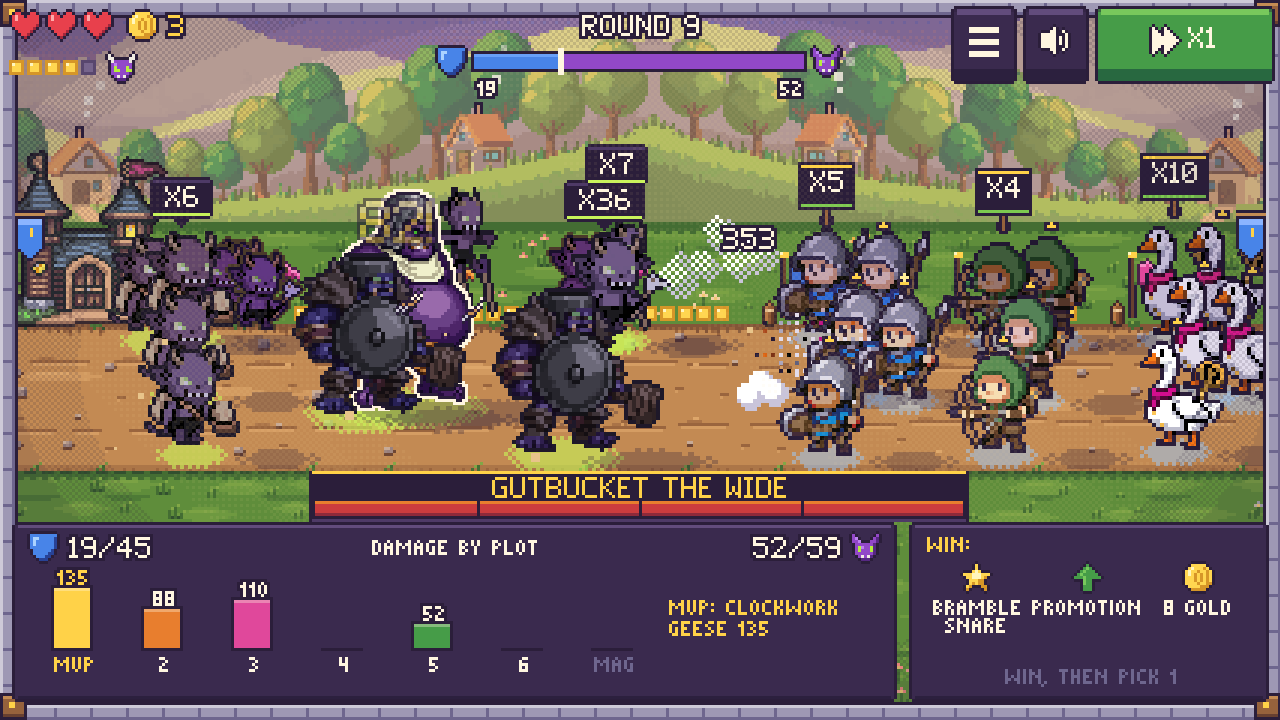 3
ROUND 9
X1
19
52
X7
X6
X36
X5
X4
X10
353
GUTBUCKET THE WIDE
19/45
DAMAGE BY PLOT
52/59
135
88
110
52
MVP
2
3
4
5
6
MAG
MVP: CLOCKWORK
GEESE 135
WIN:
BRAMBLE
SNARE
PROMOTION
8 GOLD
WIN, THEN PICK 1